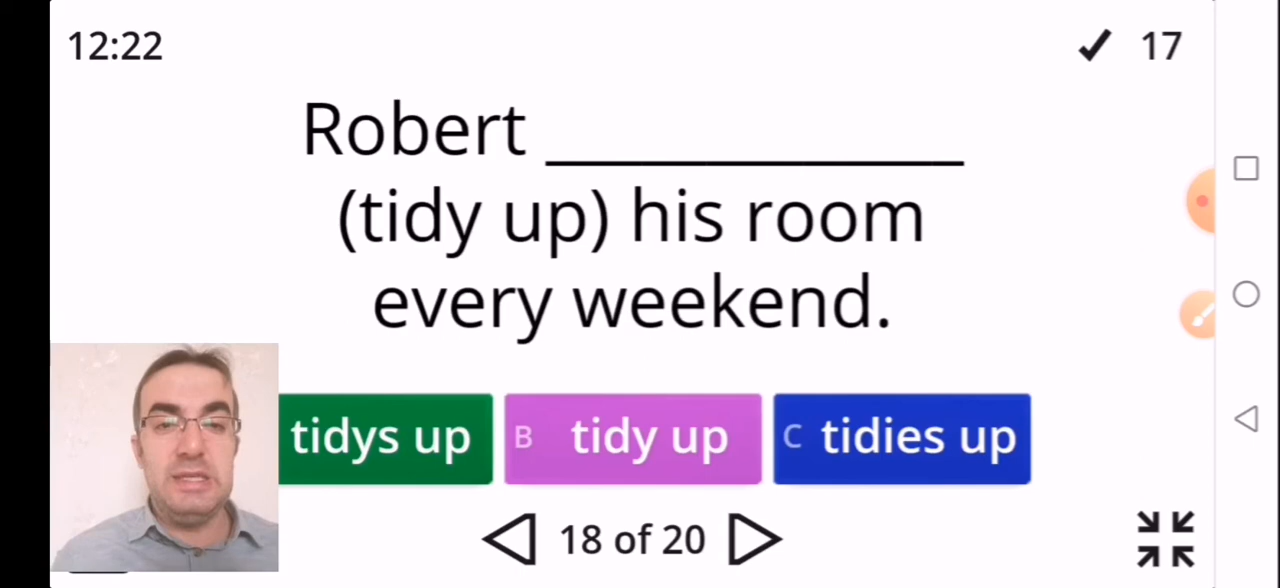 12:22
17
Robert ______________
(tidy up) his room
every weekend.
tidys up
B tidy up
C tidies up
18 of 20